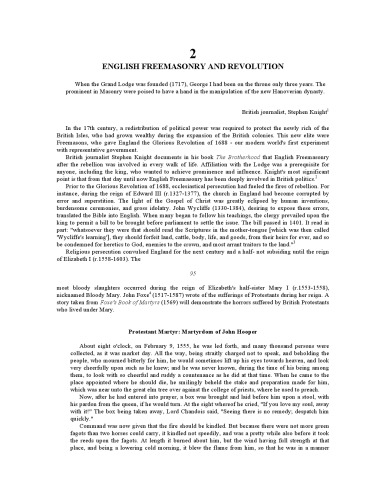 2
ENGLISH FREEMASONRY AND REVOLUTION
When the Grand Lodge was founded (1717), George I had been on the throne only three years. The
prominent in Masonry were poised to have a hand in the manipulation of the new Hanoverian dynasty.
British journalist, Stephen Knight1
In the 17th century, a redistribution of political power was required to protect the newly rich of the
British Isles, who had grown wealthy during the expansion of the British colonies. This new elite were
Freemasons, who gave England the Glorious Revolution of 1688 - our modern world's first experiment
with representative government.
British journalist Stephen Knight documents in his book The Brotherhood that English Freemasonry
after the rebellion was involved in every walk of life. Affiliation with the Lodge was a prerequisite for
anyone, including the king, who wanted to achieve prominence and influence. Knight's most significant
point is that from that day until now English Freemasonry has been deeply involved in British politics.2
Prior to the Glorious Revolution of 1688, ecclesiastical persecution had fueled the fires of rebellion. For
instance, during the reign of Edward III (r.1327-1377), the church in England had become corrupted by
error and superstition. The light of the Gospel of Christ was greatly eclipsed by human inventions,
burdensome ceremonies, and gross idolatry. John Wycliffe (1330-1384), desiring to expose these errors,
translated the Bible into English. When many began to follow his teachings, the clergy prevailed upon the
king to permit a bill to be brought before parliament to settle the issue. The bill passed in 1401. It read in
part: "whatsoever they were that should read the Scriptures in the mother-tongue [which was then called
'Wycliffe's learning'], they should forfeit land, cattle, body, life, and goods, from their heirs for ever, and so
be condemned for heretics to God, enemies to the crown, and most arrant traitors to the land."3
Religious persecution convulsed England for the next century and a half- not subsiding until the reign
of Elizabeth I (r.1558-1603). The
95
most bloody slaughters occurred during the reign of Elizabeth's half-sister Mary I (r.1553-1558),
nicknamed Bloody Mary. John Foxe4 (1517-1587) wrote of the sufferings of Protestants during her reign. A
story taken from Foxe's Book of Martyrs (1569) will demonstrate the horrors suffered by British Protestants
who lived under Mary.
Protestant Martyr: Martyrdom of John Hooper
About eight o'clock, on February 9, 1555, he was led forth, and many thousand persons were
collected, as it was market day. All the way, being straitly charged not to speak, and beholding the
people, who mourned bitterly for him, he would sometimes lift up his eyes towards heaven, and look
very cheerfully upon such as he knew; and he was never known, during the time of his being among
them, to look with so cheerful and ruddy a countenance as he did at that time. When he came to the
place appointed where he should die, he smilingly beheld the stake and preparation made for him,
which was near unto the great elm tree over against the college of priests, where he used to preach.
Now, after he had entered into prayer, a box was brought and laid before him upon a stool, with
his pardon from the queen, if he would turn. At the sight whereof he cried, "If you love my soul, away
with it!" The box being taken away, Lord Chandois said, "Seeing there is no remedy; despatch him
quickly."
Command was now given that the fire should be kindled. But because there were not more green
fagots than two horses could carry, it kindled not speedily, and was a pretty while also before it took
the reeds upon the fagots. At length it burned about him, but the wind having full strength at that
place, and being a lowering cold morning, it blew the flame from him, so that he was in a manner